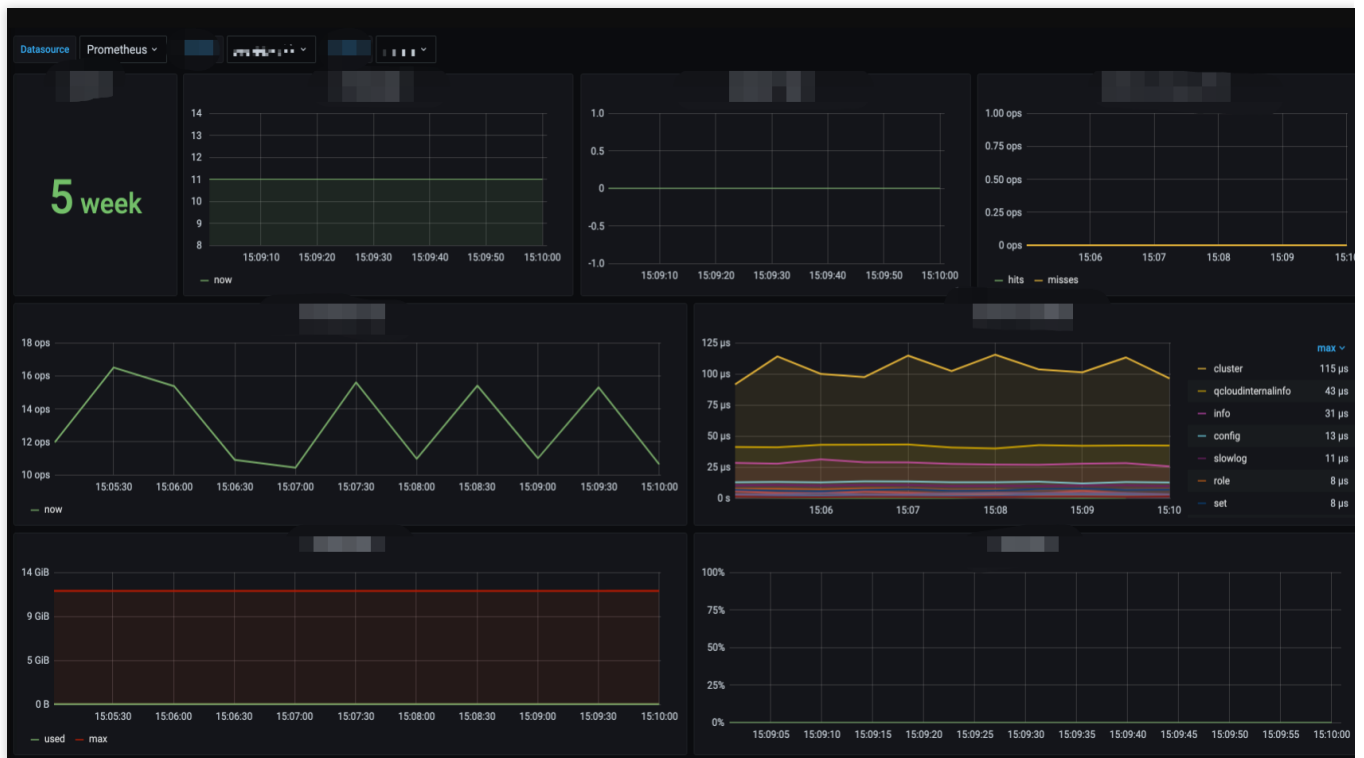 Datasource Prometheus
5 week
14
13
12
11
10
9
8
15:09:10 15:09:20 15:09:30 15:09:40 15:09:50 15:10:00
now
1.0
0.5
0
-0.5
-1.0
15:09:10 15:09:20 15:09:30 15:09:40 15:09:50 15:10:00
1.00 ops
0.75 ops
0.50 ops
0.25 ops
0 ops
15:06 15:07 15:08 15:09
hits misses
18 ops
16 ops
14 ops
12 ops
10 ops
15:05:30 15:06:00 15:06:30 15:07:00 15:07:30 15:08:00 15:08:30 15:09:00 15:09:30 15:10:00
now
125 µs
100 µs
75 µs
50 µs
25 µs
0 s
15:06 15:07 15:08 15:09 15:10
max
cluster 115 µs
qcloudinternalinfo 43 µs
info 31 µs
config 13 µs
slowlog 11 µs
role 8 µs
set 8 µs
14 GiB
9 GiB
5 GiB
0 B
15:05:30 15:06:00 15:06:30 15:07:00 15:07:30 15:08:00 15:08:30 15:09:00 15:09:30 15:10:00
used max
100%
75%
50%
25%
0%
15:09:05 15:09:10 15:09:15 15:09:20 15:09:25 15:09:30 15:09:35 15:09:40 15:09:45 15:09:50 15:09:55 15:10:00